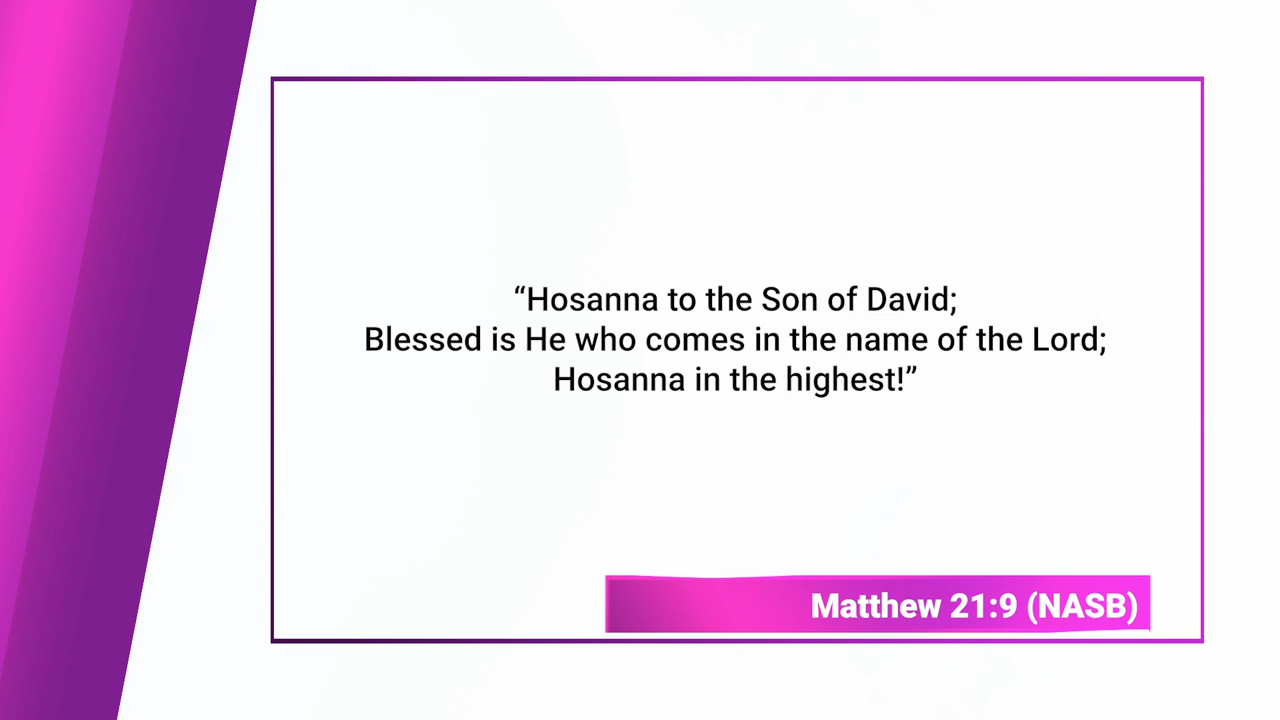 “Hosanna to the Son of David;
Blessed is He who comes in the name of the Lord;
Hosanna in the highest!”
Matthew 21:9 (NASB)